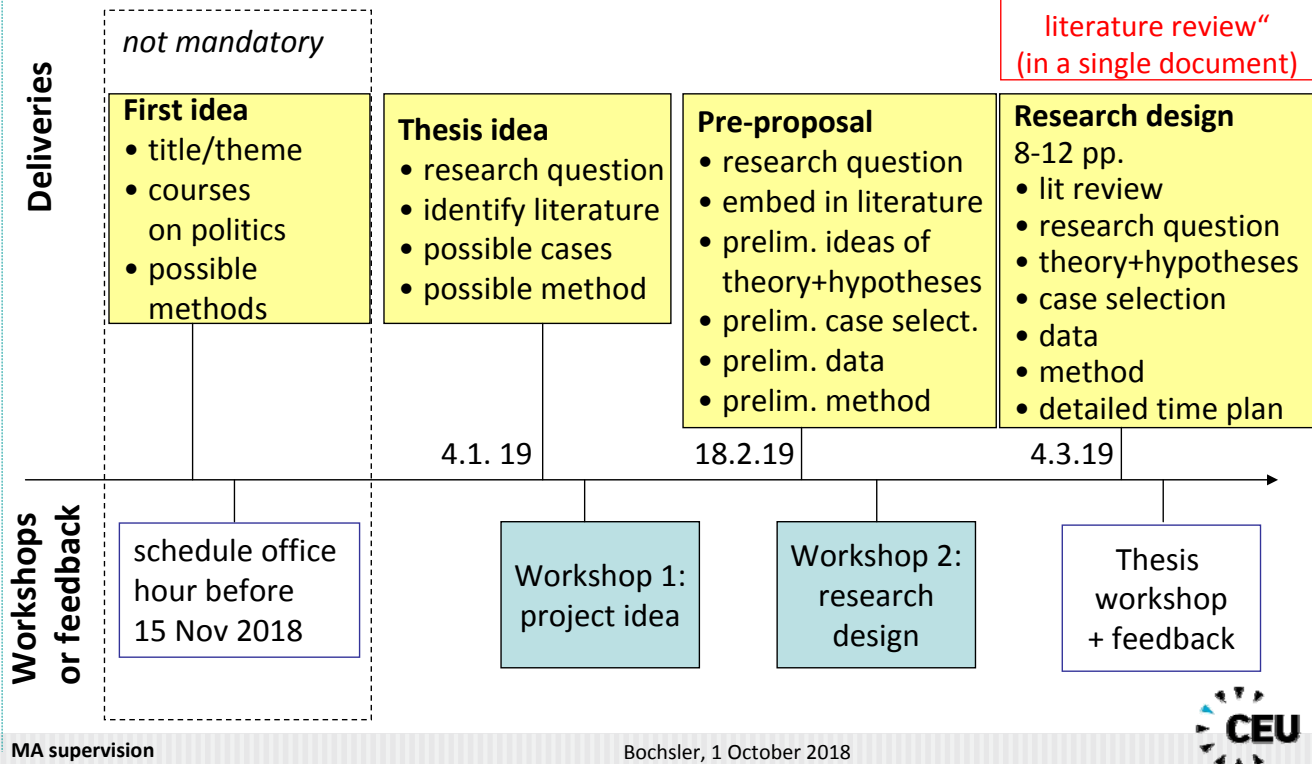 literature review“
(in a single document)
Deliveries
not mandatory
First idea
• title/theme
• courses
on politics
• possible
methods
Thesis idea
• research question
• identify literature
• possible cases
• possible method
Pre-proposal
• research question
• embed in literature
• prelim. ideas of
theory+hypotheses
• prelim. case select.
• prelim. data
• prelim. method
Research design
8-12 pp.
• lit review
• research question
• theory+hypotheses
• case selection
• data
• method
• detailed time plan
4.1. 19
18.2.19
4.3.19
Workshops
or feedback
schedule office
hour before
15 Nov 2018
Workshop 1:
project idea
Workshop 2:
research
design
Thesis
workshop
+ feedback
MA supervision
Bochsler, 1 October 2018
CEU